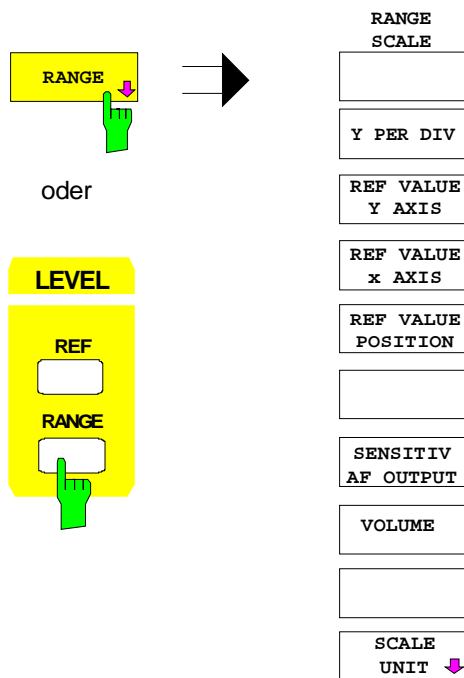 RANGE
oder
LEVEL
REF
RANGE
RANGE
SCALE
Y PER DIV
REF VALUE
Y AXIS
REF VALUE
x AXIS
REF VALUE
POSITION
SENSITIV
AF OUTPUT
VOLUME
SCALE
UNIT